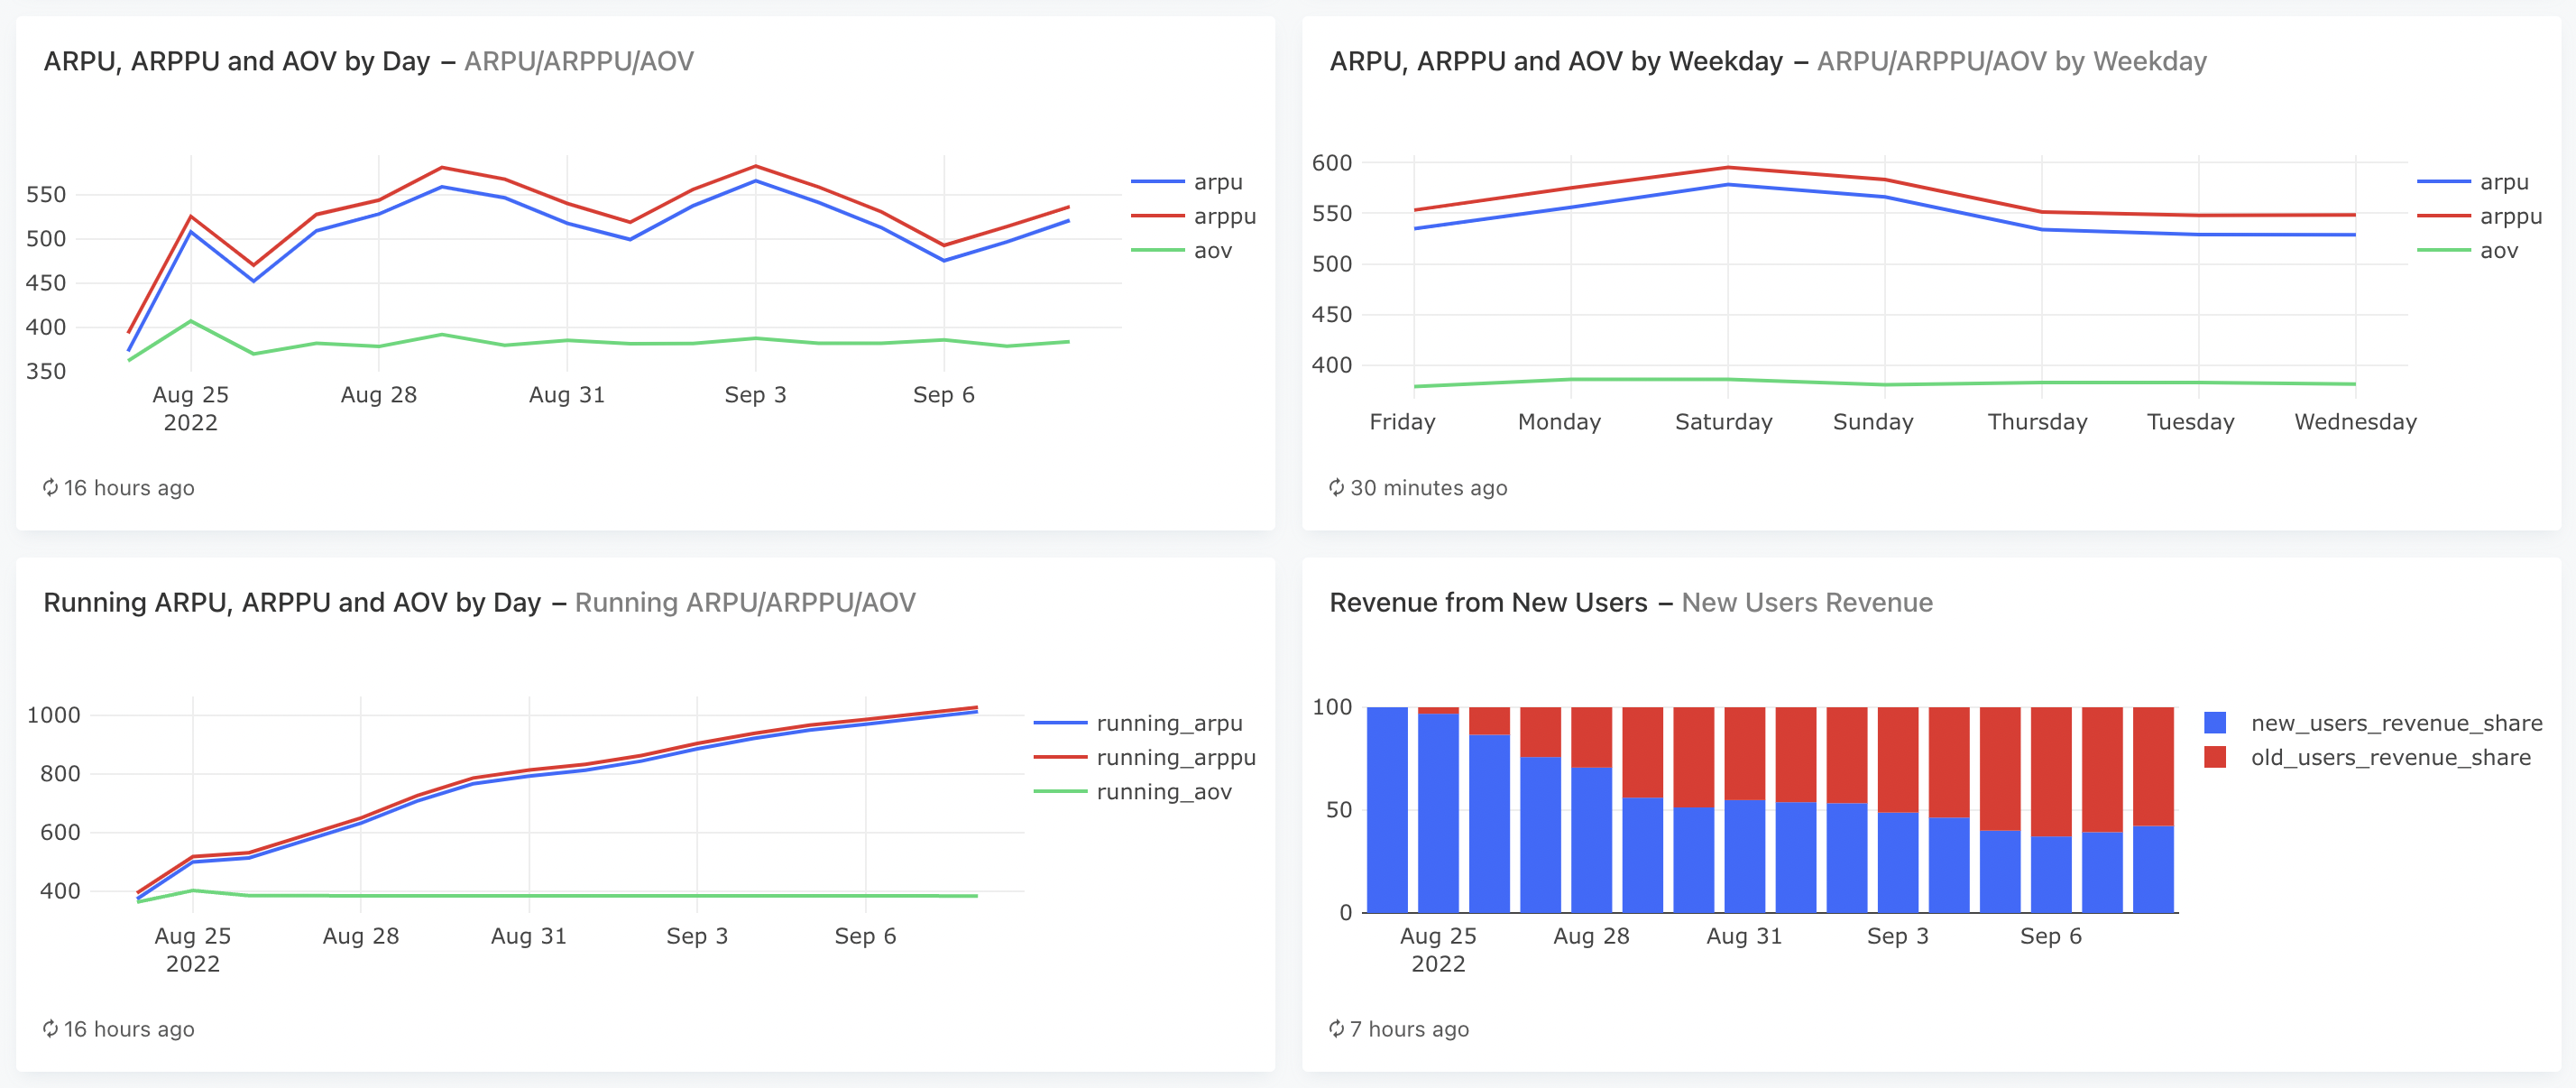 ARPU, ARPPU and AOV by Day – ARPU/ARPPU/AOV
550
500
450
400
350
Aug 25
2022
Aug 28
Aug 31
Sep 3
Sep 6
arpu
arppu
aov
16 hours ago
ARPU, ARPPU and AOV by Weekday – ARPU/ARPPU/AOV by Weekday
600
550
500
450
400
Friday
Monday
Saturday
Sunday
Thursday
Tuesday
Wednesday
arpu
arppu
aov
30 minutes ago
Running ARPU, ARPPU and AOV by Day – Running ARPU/ARPPU/AOV
1000
800
600
400
Aug 25
2022
Aug 28
Aug 31
Sep 3
Sep 6
running_arpu
running_arppu
running_aov
16 hours ago
Revenue from New Users – New Users Revenue
100
50
0
Aug 25
2022
Aug 28
Aug 31
Sep 3
Sep 6
new_users_revenue_share
old_users_revenue_share
7 hours ago